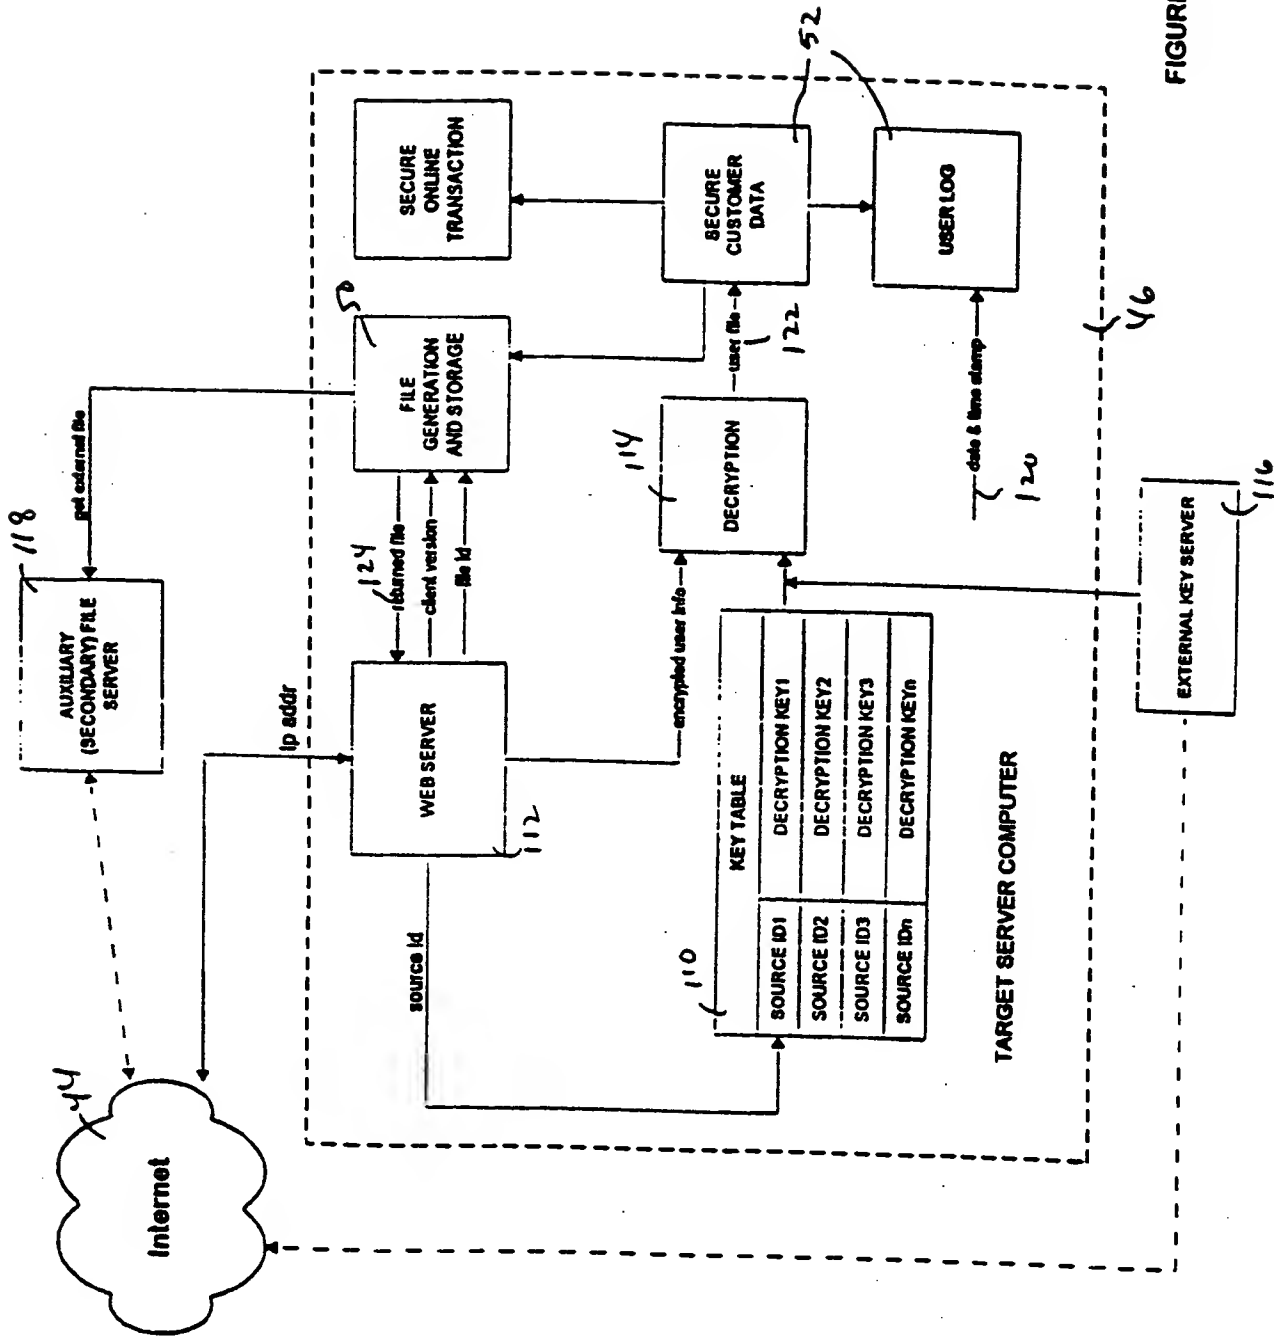 Internet
44
AUXILIARY
(SECONDARY) FILE
SERVER
118
get external file
ip addr
WEB SERVER
112
source id
returned file
124
client version
file id
FILE
GENERATION
AND STORAGE
50
SECURE
ONLINE
TRANSACTION
encrypted user info
DECRYPTION
114
user file
122
SECURE
CUSTOMER
DATA
52
USER LOG
date & time stamp
120
110
KEY TABLE
SOURCE ID1 DECRYPTION KEY1
SOURCE ID2 DECRYPTION KEY2
SOURCE ID3 DECRYPTION KEY3
SOURCE IDn DECRYPTION KEYn
TARGET SERVER COMPUTER
46
EXTERNAL KEY SERVER
116